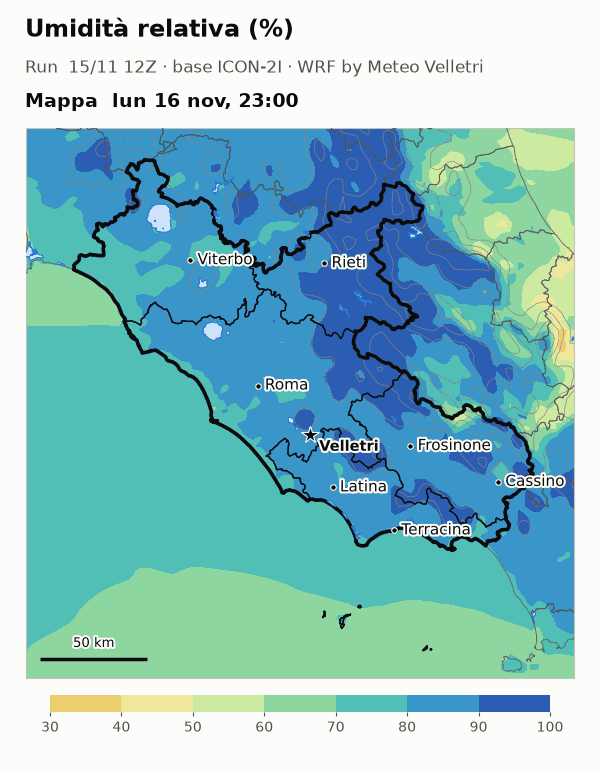 Umidità relativa (%)
Run  15/11 12Z · base ICON-2I · WRF by Meteo Velletri
Mappa  lun 16 nov, 23:00
Viterbo
Rieti
Roma
Velletri
Frosinone
Cassino
Latina
Terracina
50 km
30 40 50 60 70 80 90 100